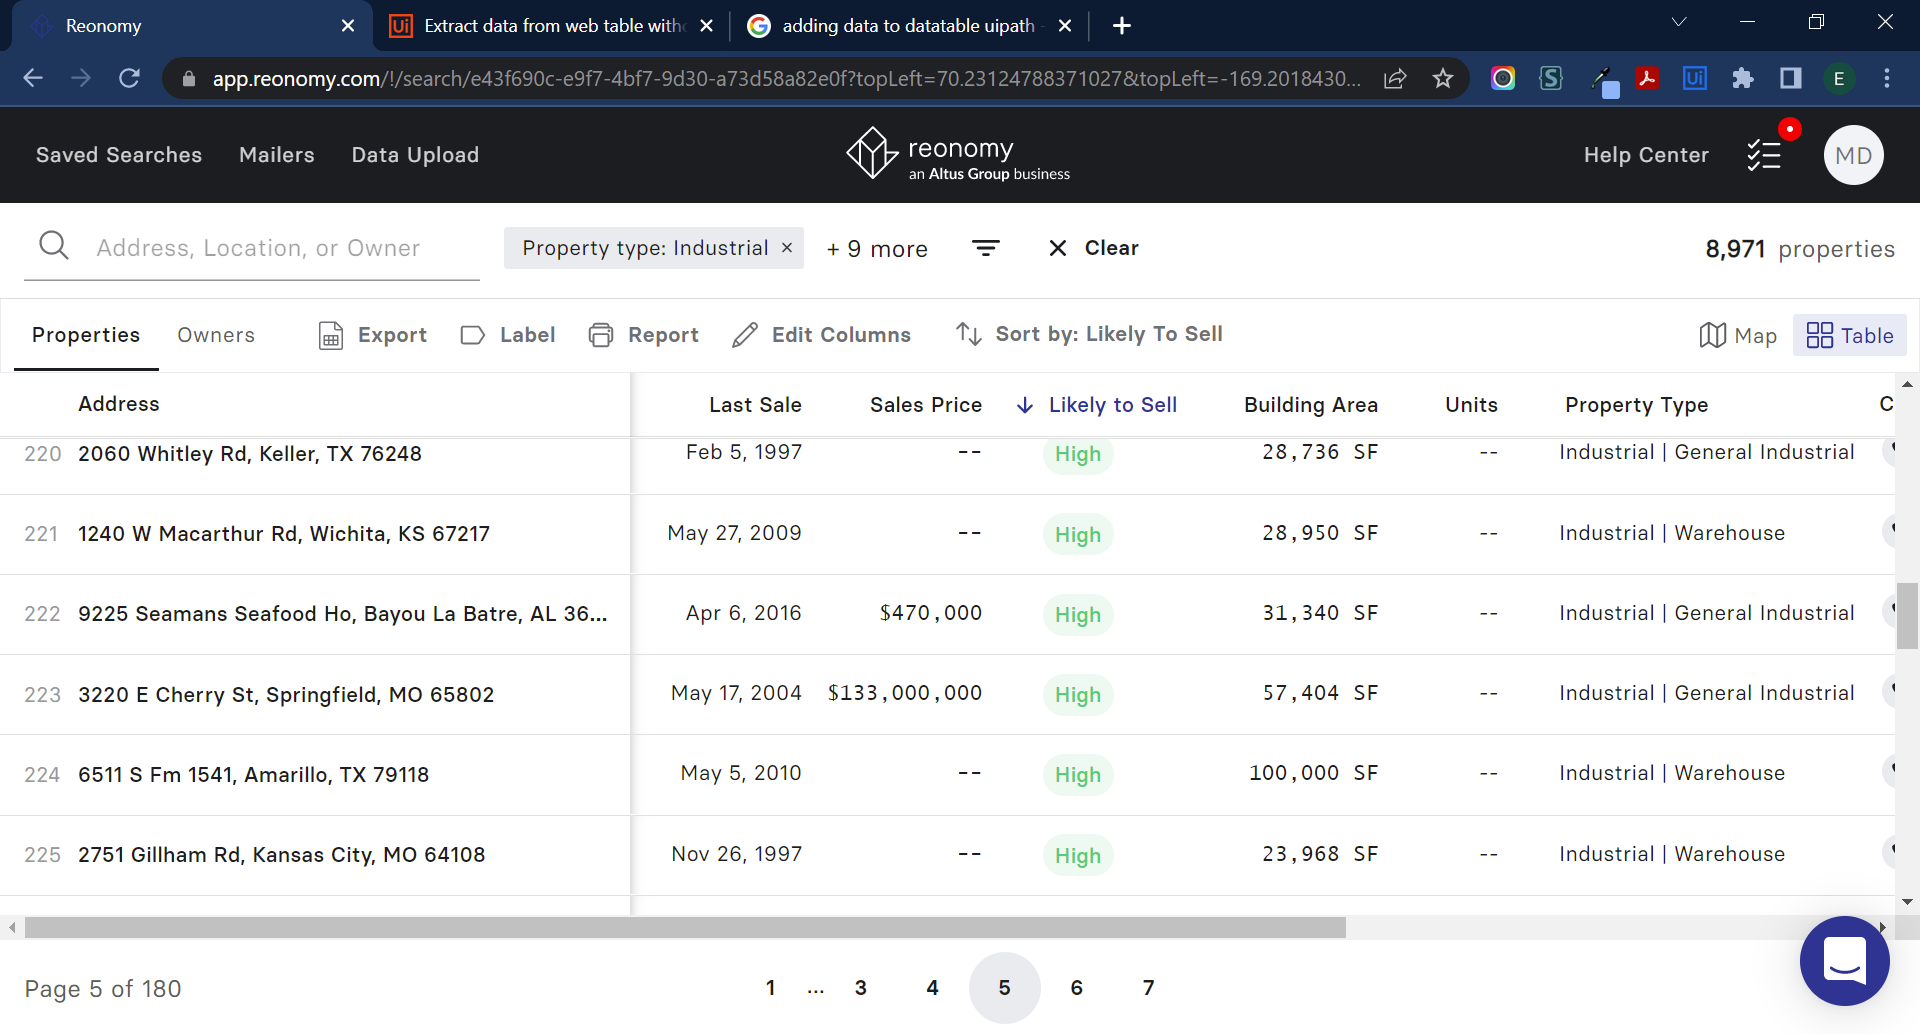 Reonomy
Extract data from web table witho
adding data to datatable uipath -
app.reonomy.com/!/search/e43f690c-e9f7-4bf7-9d30-a73d58a82e0f?topLeft=70.23124788371027&topLeft=-169.2018430...
E
Saved Searches Mailers Data Upload
reonomy
an Altus Group business
Help Center
MD
Address, Location, or Owner
Property type: Industrial ×
+ 9 more
Clear
8,971 properties
Properties Owners Export Label Report Edit Columns Sort by: Likely To Sell Map Table
Address Last Sale Sales Price Likely to Sell Building Area Units Property Type C
220 2060 Whitley Rd, Keller, TX 76248 Feb 5, 1997 -- High 28,736 SF -- Industrial | General Industrial
221 1240 W Macarthur Rd, Wichita, KS 67217 May 27, 2009 -- High 28,950 SF -- Industrial | Warehouse
222 9225 Seamans Seafood Ho, Bayou La Batre, AL 36... Apr 6, 2016 $470,000 High 31,340 SF -- Industrial | General Industrial
223 3220 E Cherry St, Springfield, MO 65802 May 17, 2004 $133,000,000 High 57,404 SF -- Industrial | General Industrial
224 6511 S Fm 1541, Amarillo, TX 79118 May 5, 2010 -- High 100,000 SF -- Industrial | Warehouse
225 2751 Gillham Rd, Kansas City, MO 64108 Nov 26, 1997 -- High 23,968 SF -- Industrial | Warehouse
Page 5 of 180
1 ... 3 4 5 6 7